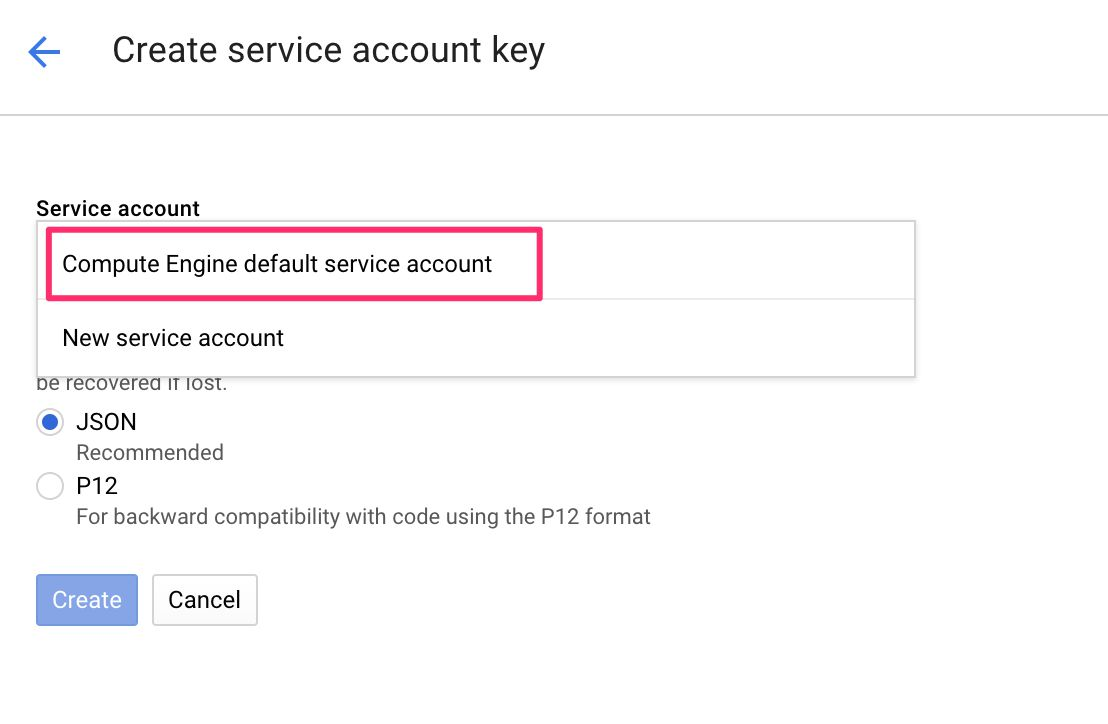 Create service account key
Service account
Compute Engine default service account
New service account
be recovered if lost.
JSON
Recommended
P12
For backward compatibility with code using the P12 format
Create
Cancel